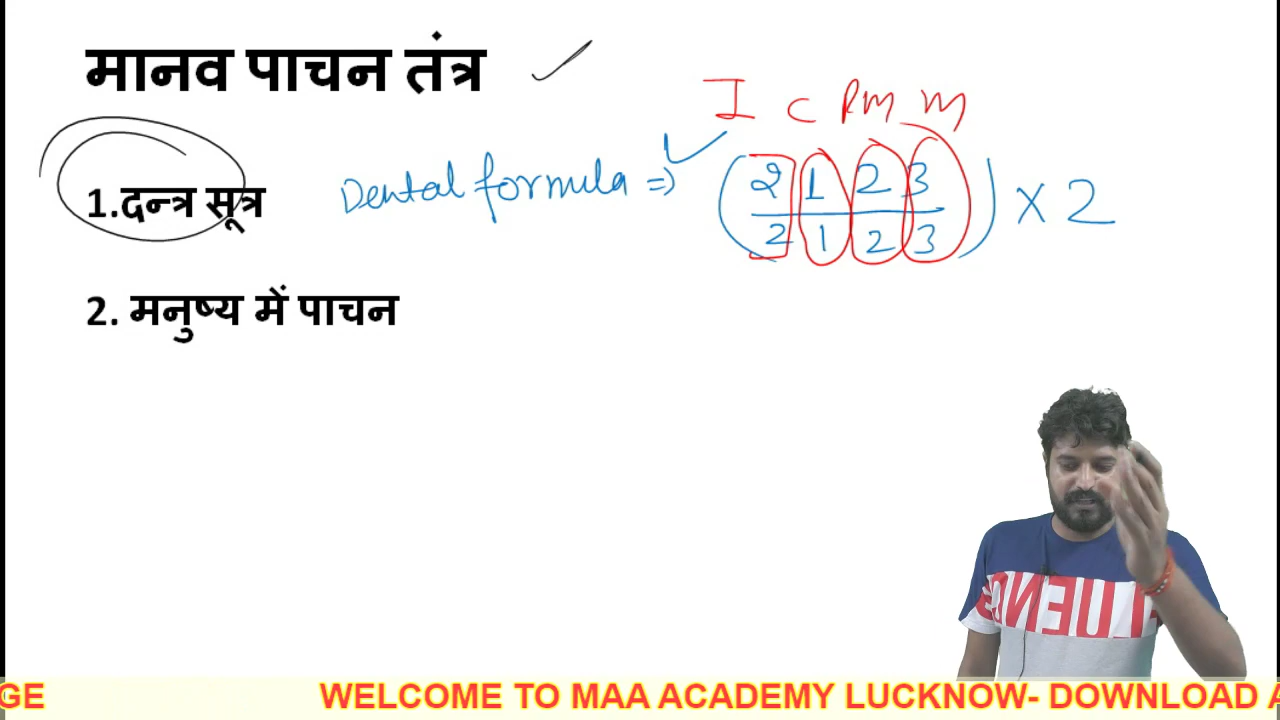 मानव पाचन तंत्र
I C PM M
1.दन्त्र सूत्र
Dental formula ⇒ (2 1 2 3 / 2 1 2 3) × 2
2. मनुष्य में पाचन
LUENC
GE WELCOME TO MAA ACADEMY LUCKNOW- DOWNLOAD A